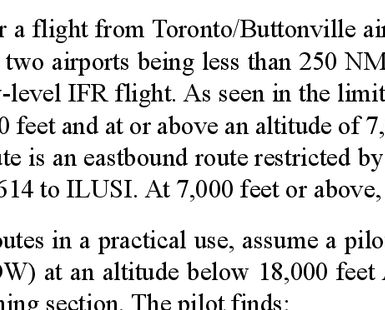 r a flight from Toronto/Buttonville air
two airports being less than 250 NM
-level IFR flight. As seen in the limit
0 feet and at or above an altitude of 7,
ute is an eastbound route restricted by
614 to ILUSI. At 7,000 feet or above,
outes in a practical use, assume a pilo
OW) at an altitude below 18,000 feet
ning section. The pilot finds: